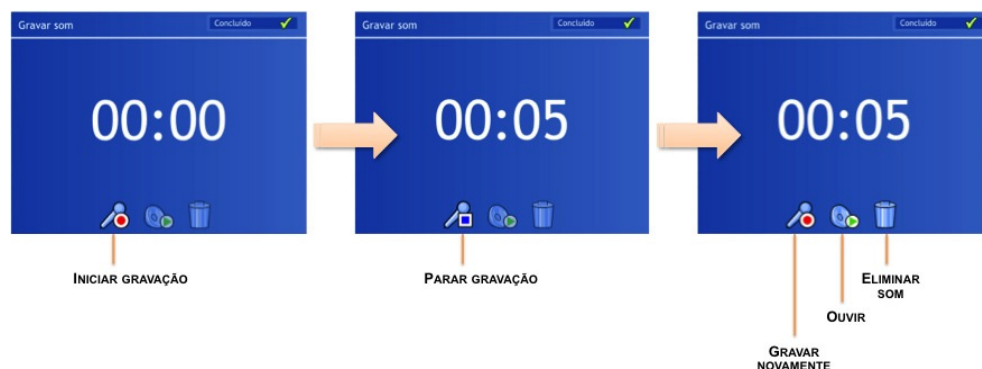 Gravar som
Concluído
00:00
INICIAR GRAVAÇÃO
Gravar som
Concluído
00:05
PARAR GRAVAÇÃO
Gravar som
Concluído
00:05
ELIMINAR
SOM
OUVIR
GRAVAR
NOVAMENTE